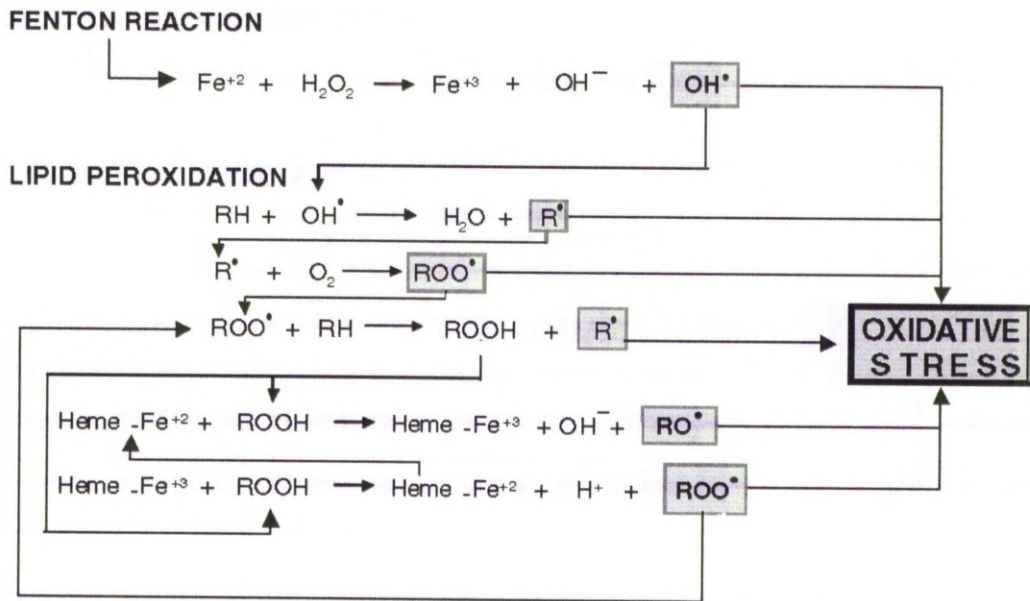 FENTON REACTION
Fe⁺² + H₂O₂ → Fe⁺³ + OH⁻ + OH•
LIPID PEROXIDATION
RH + OH• → H₂O + R•
R• + O₂ → ROO•
ROO• + RH → ROOH + R•
OXIDATIVE
STRESS
Heme -Fe⁺² + ROOH → Heme -Fe⁺³ + OH⁻ + RO•
Heme -Fe⁺³ + ROOH → Heme -Fe⁺² + H⁺ + ROO•